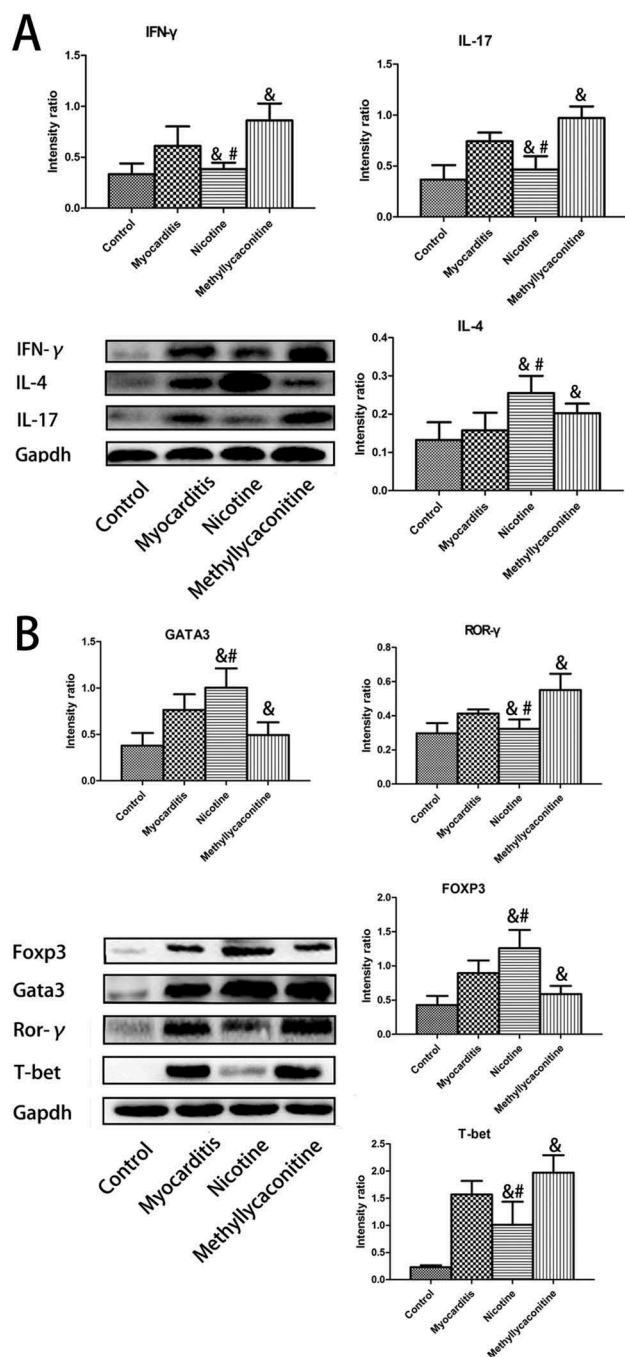 A
IFN-γ
Intensity ratio
1.5
1.0
0.5
0.0
& #
&
Control
Myocarditis
Nicotine
Methyllycaconitine
IL-17
Intensity ratio
1.5
1.0
0.5
0.0
& #
&
Control
Myocarditis
Nicotine
Methyllycaconitine
IFN- γ
IL-4
IL-17
Gapdh
Control
Myocarditis
Nicotine
Methyllycaconitine
IL-4
Intensity ratio
0.4
0.3
0.2
0.1
0.0
& #
&
Control
Myocarditis
Nicotine
Methyllycaconitine
B
GATA3
Intensity ratio
1.5
1.0
0.5
0.0
&#
&
Control
Myocarditis
Nicotine
Methyllycaconitine
ROR-γ
Intensity ratio
0.8
0.6
0.4
0.2
0.0
& #
&
Control
Myocarditis
Nicotine
Methyllycaconitine
Foxp3
Gata3
Ror- γ
T-bet
Gapdh
Control
Myocarditis
Nicotine
Methyllycaconitine
FOXP3
Intensity ratio
2.0
1.5
1.0
0.5
0.0
&#
&
Control
Myocarditis
Nicotine
Methyllycaconitine
T-bet
Intensity ratio
2.5
2.0
1.5
1.0
0.5
0.0
&#
&
Control
Myocarditis
Nicotine
Methyllycaconitine